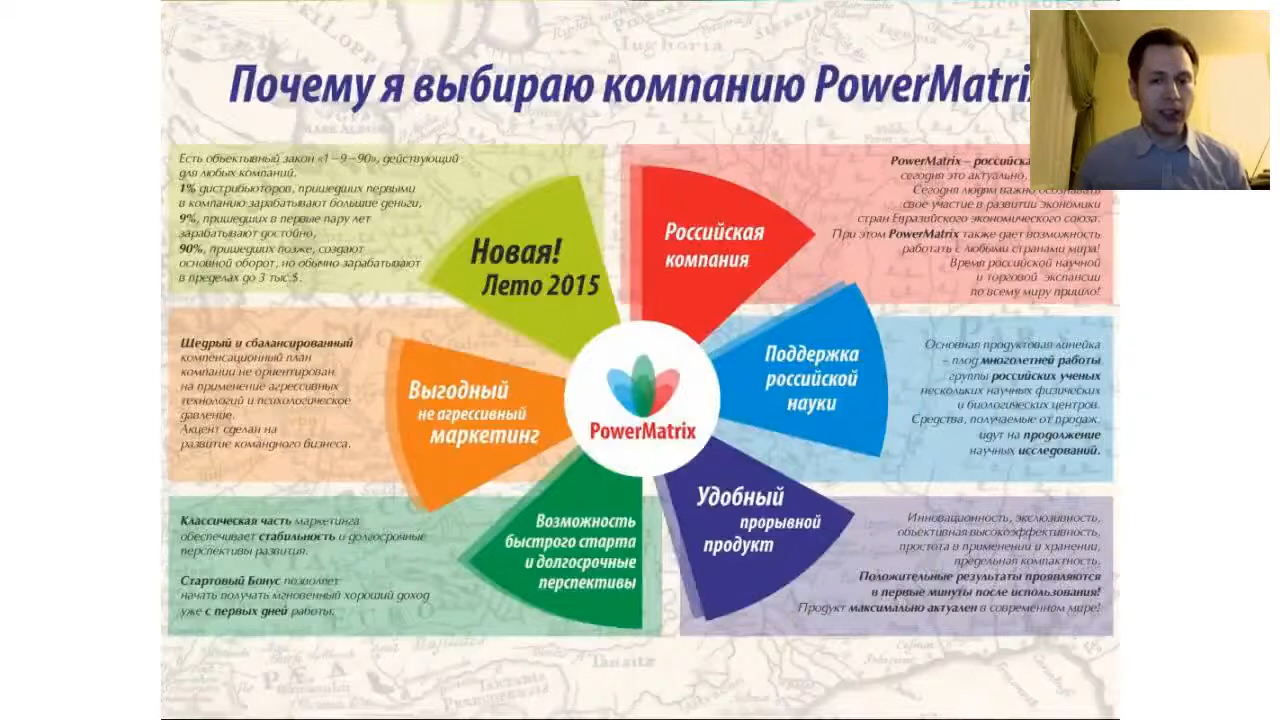 Почему я выбираю компанию PowerMatrix
Есть объективный закон «1–9–90», действующий
для любых компаний.
1% дистрибьюторов, пришедших первыми
в компанию зарабатывают большие деньги,
9%, пришедших в первые пару лет
зарабатывают достойно,
90%, пришедших позже, создают
основной оборот, но обычно зарабатывают
в пределах до 3 тыс.$.
Новая!
Лето 2015
Российская
компания
PowerMatrix – российская
сегодня это актуально,
Сегодня людям важно осознавать
свое участие в развитии экономики
стран Евразийского экономического союза.
При этом PowerMatrix также дает возможность
работать с любыми странами мира!
Время российской научной
и торговой экспансии
по всему миру пришло!
Щедрый и сбалансированный
компенсационный план
компании не ориентирован
на применение агрессивных
технологий и психологическое
давление.
Акцент сделан на
развитие командного бизнеса.
Выгодный
не агрессивный
маркетинг
PowerMatrix
Поддержка
российской
науки
Основная продуктовая линейка
– плод многолетней работы
группы российских ученых
нескольких научных физических
и биологических центров.
Средства, получаемые от продаж,
идут на продолжение
научных исследований.
Классическая часть маркетинга
обеспечивает стабильность и долгосрочные
перспективы развития.
Стартовый Бонус позволяет
начать получать мгновенный хороший доход
уже с первых дней работы.
Возможность
быстрого старта
и долгосрочные
перспективы
Удобный
прорывной
продукт
Инновационность, эксклюзивность,
объективная высокоэффективность,
простота в применении и хранении,
предельная компактность.
Положительные результаты проявляются
в первые минуты после использования!
Продукт максимально актуален в современном мире!